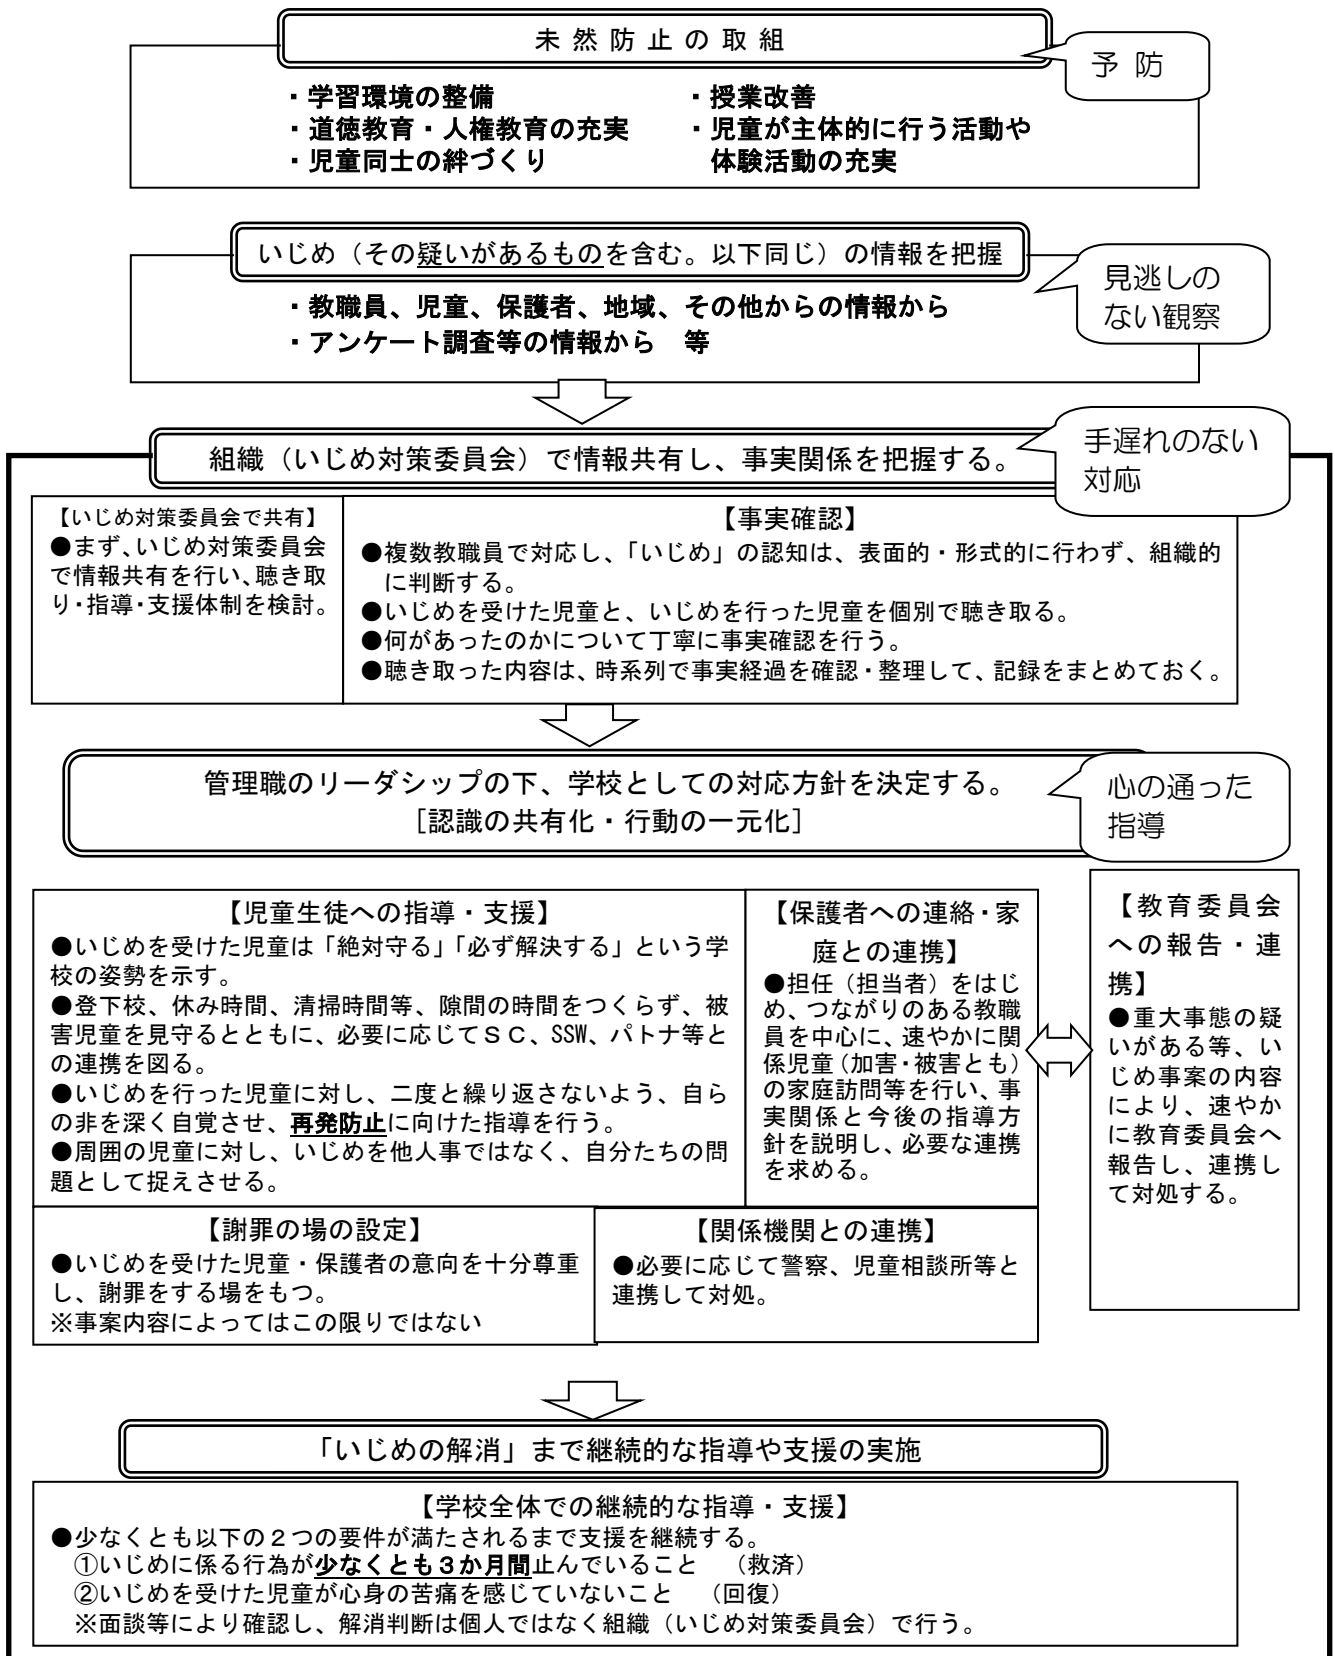 未然防止の取組
予 防
・学習環境の整備
・道徳教育・人権教育の充実
・児童同士の絆づくり
・授業改善
・児童が主体的に行う活動や
体験活動の充実
いじめ（その疑いがあるものを含む。以下同じ）の情報を把握
見逃しの
ない観察
・教職員、児童、保護者、地域、その他からの情報から
・アンケート調査等の情報から　等
組織（いじめ対策委員会）で情報共有し、事実関係を把握する。
手遅れのない
対応
【いじめ対策委員会で共有】
●まず、いじめ対策委員会
で情報共有を行い、聴き取
り・指導・支援体制を検討。
【事実確認】
●複数教職員で対応し、「いじめ」の認知は、表面的・形式的に行わず、組織的
に判断する。
●いじめを受けた児童と、いじめを行った児童を個別で聴き取る。
●何があったのかについて丁寧に事実確認を行う。
●聴き取った内容は、時系列で事実経過を確認・整理して、記録をまとめておく。
管理職のリーダシップの下、学校としての対応方針を決定する。
［認識の共有化・行動の一元化］
心の通った
指導
【児童生徒への指導・支援】
●いじめを受けた児童は「絶対守る」「必ず解決する」という学
校の姿勢を示す。
●登下校、休み時間、清掃時間等、隙間の時間をつくらず、被
害児童を見守るとともに、必要に応じてＳＣ、SSW、パトナ等と
の連携を図る。
●いじめを行った児童に対し、二度と繰り返さないよう、自ら
の非を深く自覚させ、再発防止に向けた指導を行う。
●周囲の児童に対し、いじめを他人事ではなく、自分たちの問
題として捉えさせる。
【保護者への連絡・家
庭との連携】
●担任（担当者）をはじ
め、つながりのある教職
員を中心に、速やかに関
係児童（加害・被害とも）
の家庭訪問等を行い、事
実関係と今後の指導方
針を説明し、必要な連携
を求める。
【教育委員会
への報告・連
携】
●重大事態の疑
いがある等、い
じめ事案の内容
により、速やか
に教育委員会へ
報告し、連携し
て対処する。
【謝罪の場の設定】
●いじめを受けた児童・保護者の意向を十分尊重
し、謝罪をする場をもつ。
※事案内容によってはこの限りではない
【関係機関との連携】
●必要に応じて警察、児童相談所等と
連携して対処。
「いじめの解消」まで継続的な指導や支援の実施
【学校全体での継続的な指導・支援】
●少なくとも以下の２つの要件が満たされるまで支援を継続する。
①いじめに係る行為が少なくとも３か月間止んでいること　（救済）
②いじめを受けた児童が心身の苦痛を感じていないこと　（回復）
※面談等により確認し、解消判断は個人ではなく組織（いじめ対策委員会）で行う。